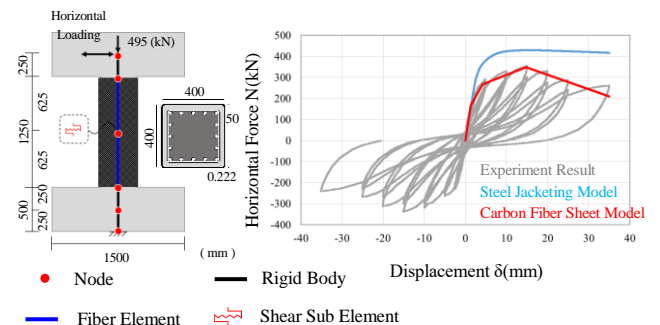 Horizontal
Loading
495 (kN)
250
625
1250
625
250
500
250
1500
( mm )
400
400
50
0.222
Horizontal Force N(kN)
500
400
300
200
100
0
-100
-200
-300
-400
-40
-30
-20
-10
0
10
20
30
40
Experiment Result
Steel Jacketing Model
Carbon Fiber Sheet Model
Displacement δ(mm)
Node
Rigid Body
Fiber Element
Shear Sub Element